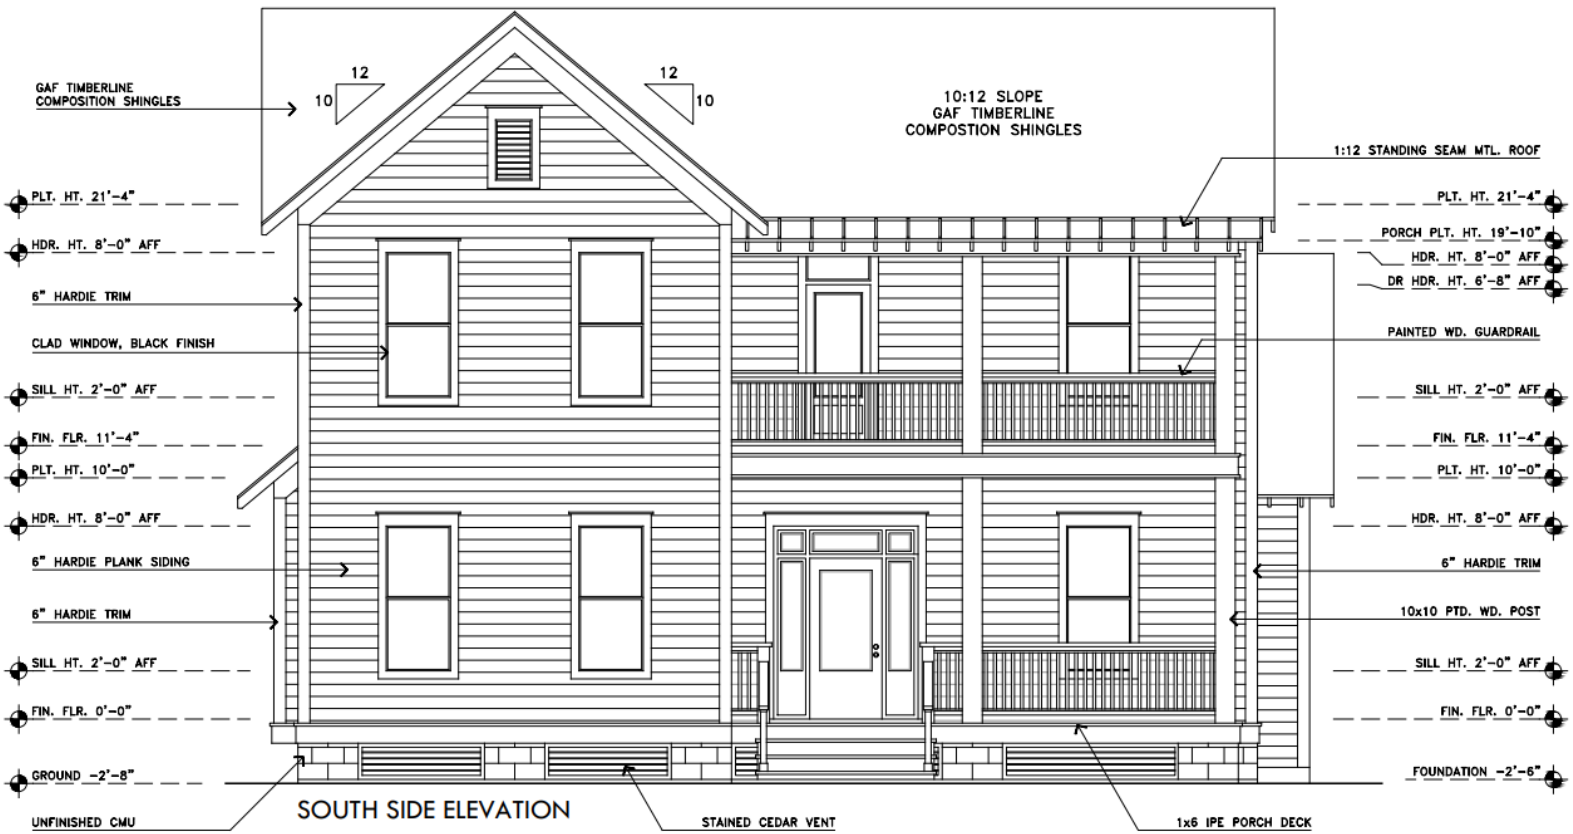 GAF TIMBERLINE
COMPOSITION SHINGLES
12
10
12
10
10:12 SLOPE
GAF TIMBERLINE
COMPOSTION SHINGLES
1:12 STANDING SEAM MTL. ROOF
PLT. HT. 21'-4"
PLT. HT. 21'-4"
HDR. HT. 8'-0" AFF
PORCH PLT. HT. 19'-10"
HDR. HT. 8'-0" AFF
DR HDR. HT. 6'-8" AFF
6" HARDIE TRIM
CLAD WINDOW, BLACK FINISH
PAINTED WD. GUARDRAIL
SILL HT. 2'-0" AFF
SILL HT. 2'-0" AFF
FIN. FLR. 11'-4"
FIN. FLR. 11'-4"
PLT. HT. 10'-0"
PLT. HT. 10'-0"
HDR. HT. 8'-0" AFF
HDR. HT. 8'-0" AFF
6" HARDIE PLANK SIDING
6" HARDIE TRIM
6" HARDIE TRIM
10x10 PTD. WD. POST
SILL HT. 2'-0" AFF
SILL HT. 2'-0" AFF
FIN. FLR. 0'-0"
FIN. FLR. 0'-0"
GROUND -2'-8"
FOUNDATION -2'-6"
SOUTH SIDE ELEVATION
UNFINISHED CMU
STAINED CEDAR VENT
1x6 IPE PORCH DECK